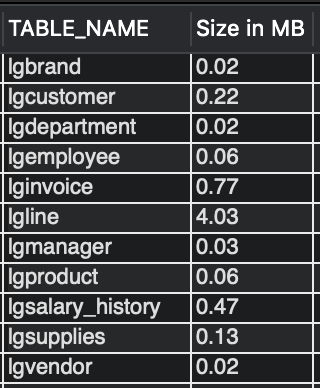 TABLE_NAME Size in MB
lgbrand 0.02
lgcustomer 0.22
lgdepartment 0.02
lgemployee 0.06
lginvoice 0.77
lgline 4.03
lgmanager 0.03
lgproduct 0.06
lgsalary_history 0.47
lgsupplies 0.13
lgvendor 0.02